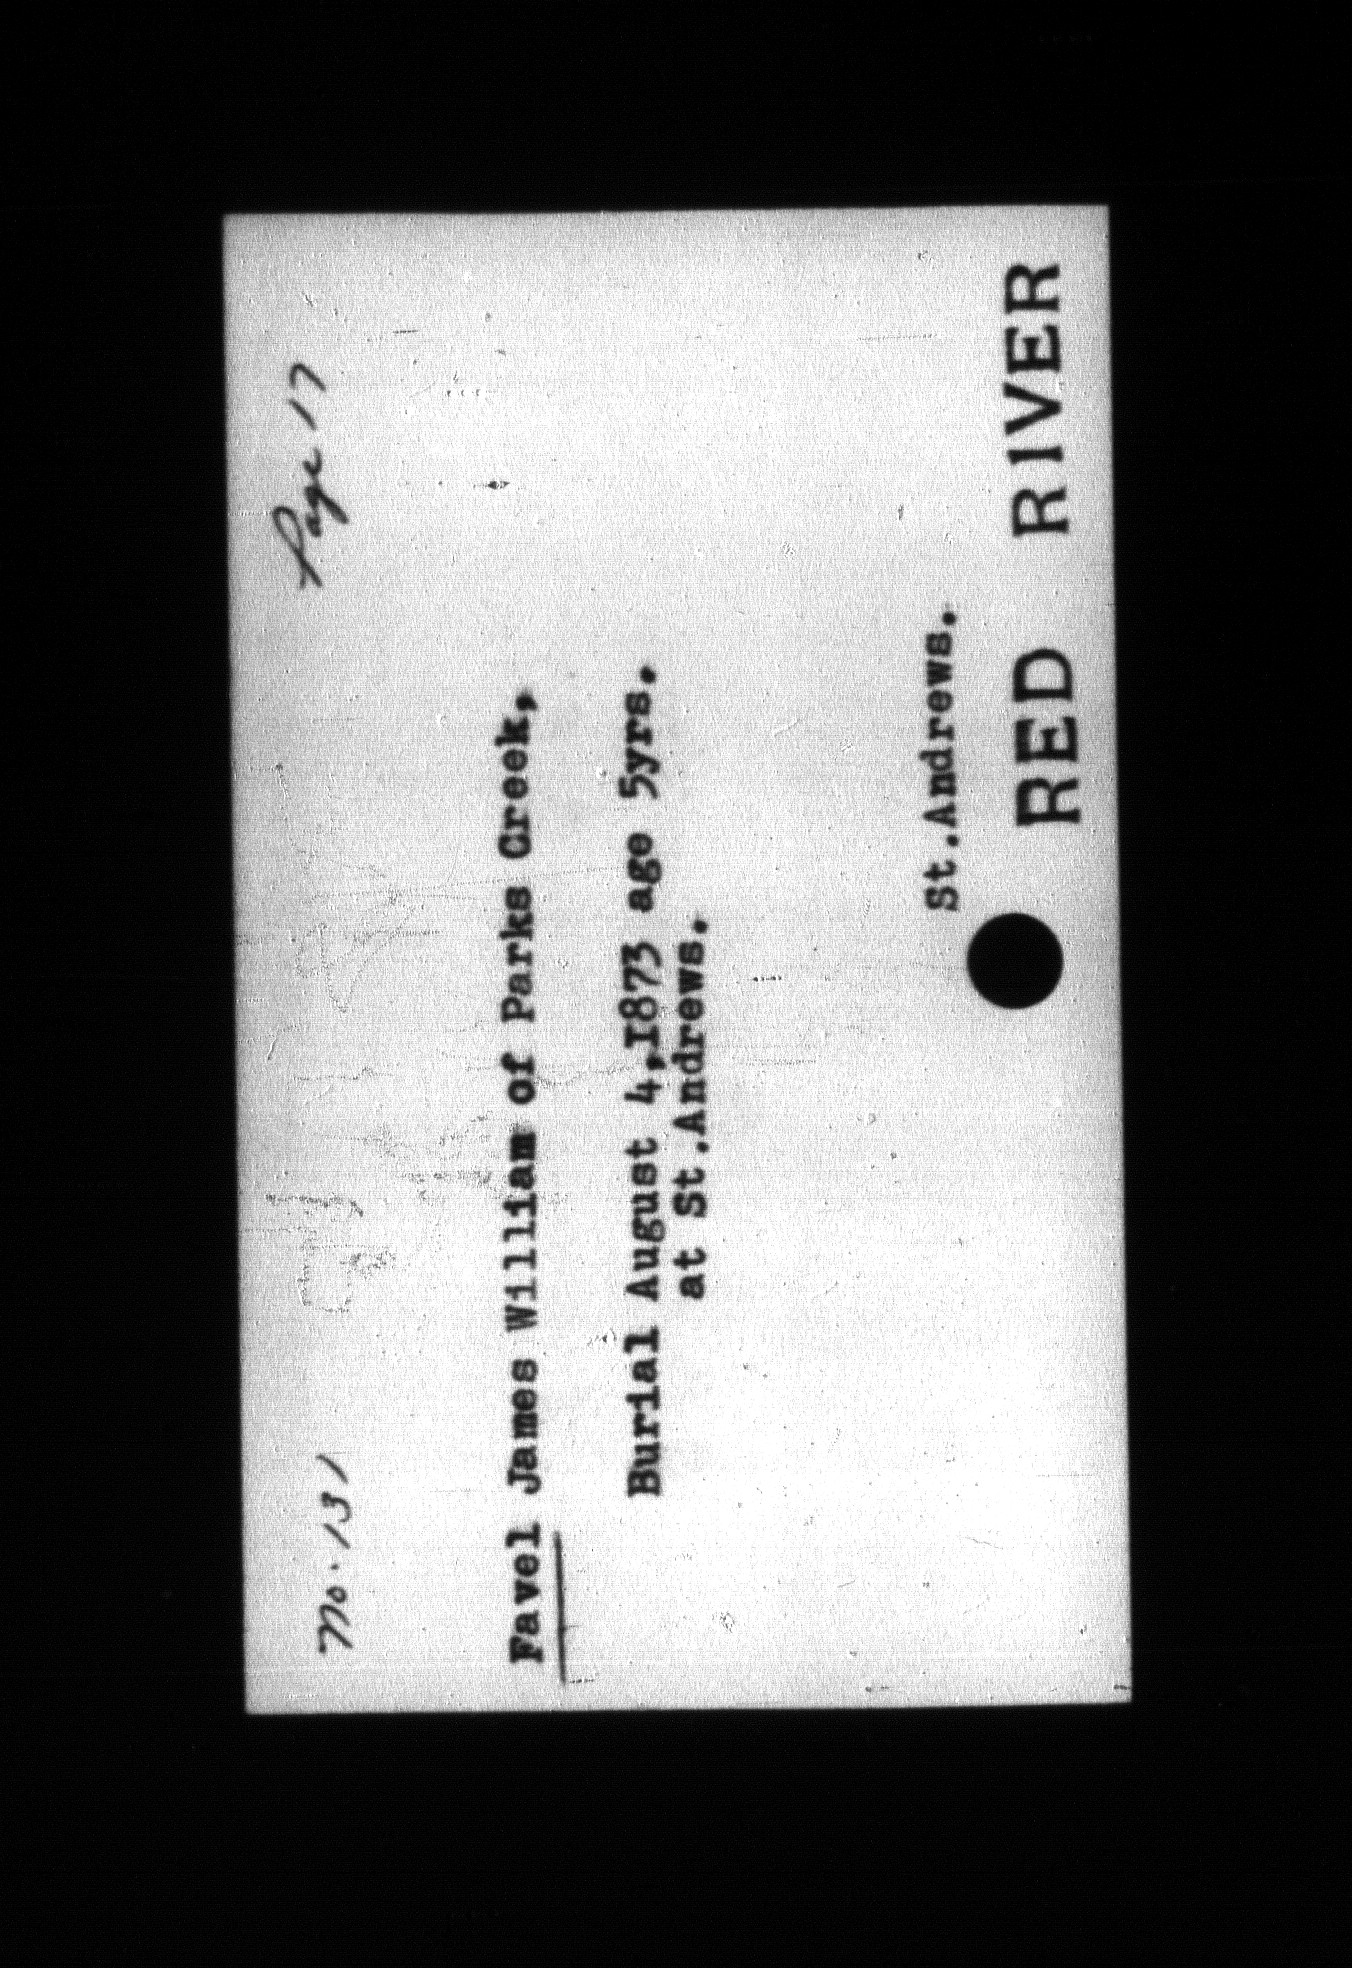 No. 131 Page 17
Favel James William of Parks Creek,
Burial August 4,1873 age 5yrs.
at St.Andrews.
St.Andrews.
RED RIVER